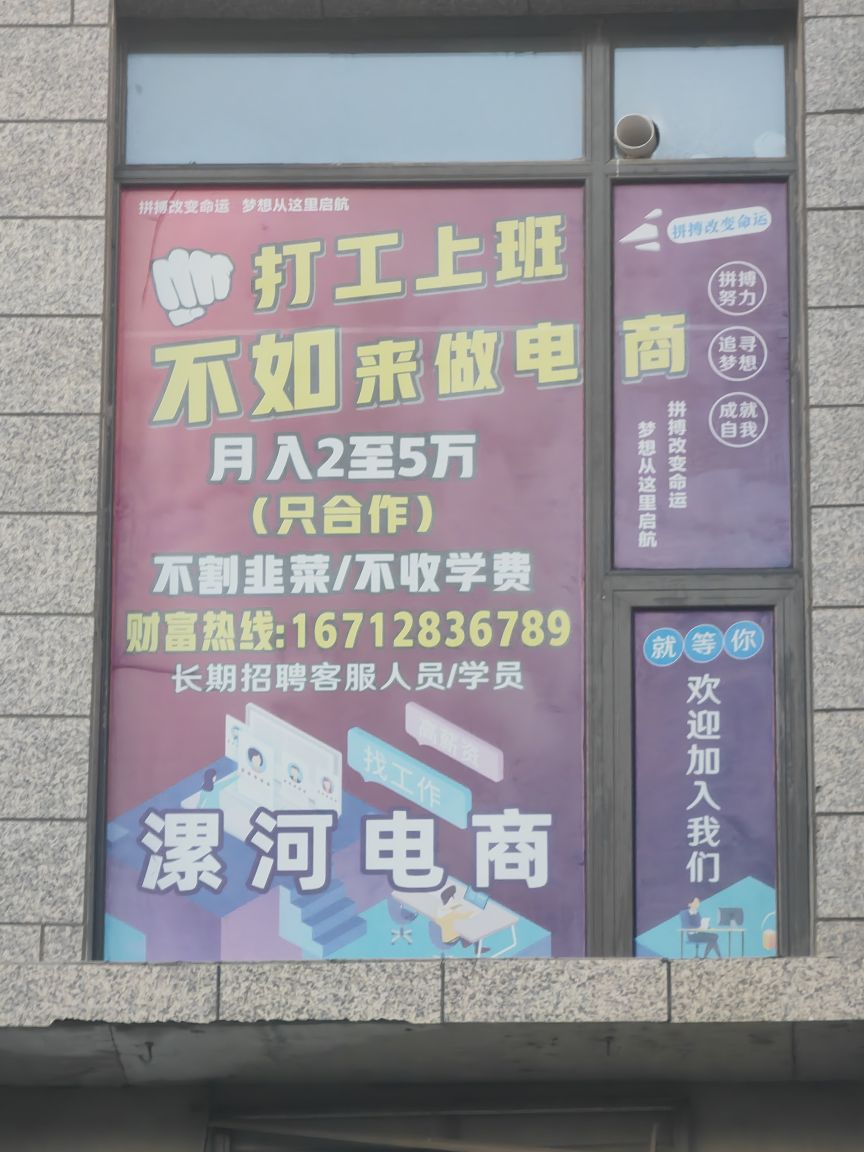 拼搏改变命运 梦想从这里启航
打工上班
不如来做电商
月入2至5万
(只合作)
不割韭菜/不收学费
财富热线:16712836789
长期招聘客服人员/学员
高薪资
找工作
漯河电商
拼搏改变命运
拼搏
努力
追寻
梦想
成就
自我
拼搏改变命运
梦想从这里启航
就等你
欢迎加入我们